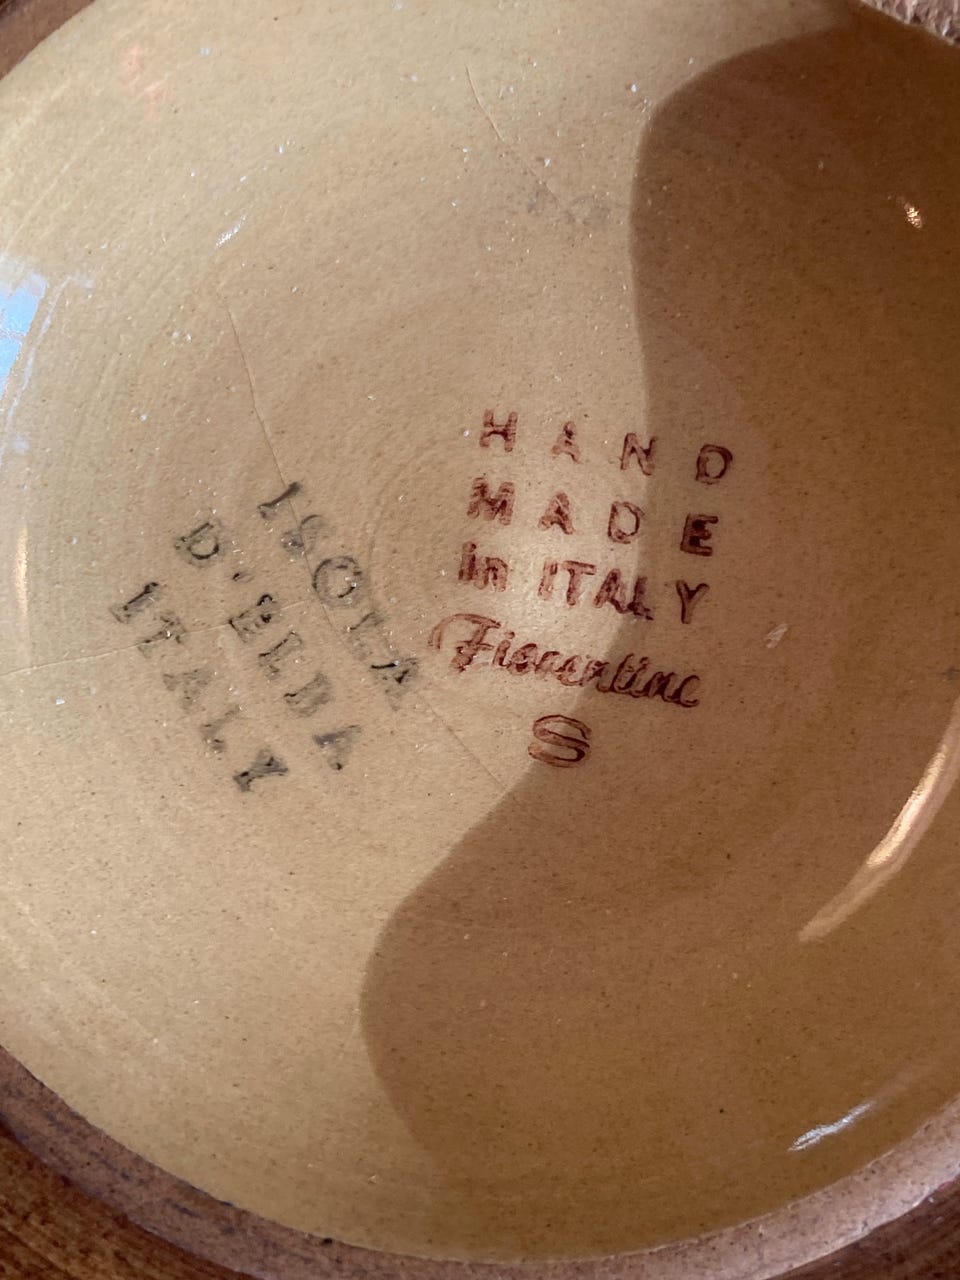 HAND
MADE
in ITALY
Fiorentine
S
ISOLA
D'ELBA
ITALY